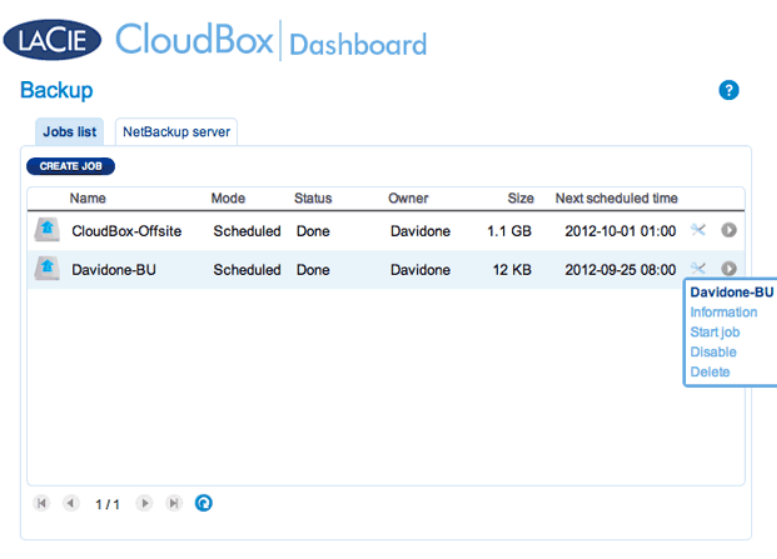 LACIE CloudBox Dashboard
Backup
?
Jobs list NetBackup server
CREATE JOB
Name Mode Status Owner Size Next scheduled time
CloudBox-Offsite Scheduled Done Davidone 1.1 GB 2012-10-01 01:00
Davidone-BU Scheduled Done Davidone 12 KB 2012-09-25 08:00
Davidone-BU
Information
Start job
Disable
Delete
1/1